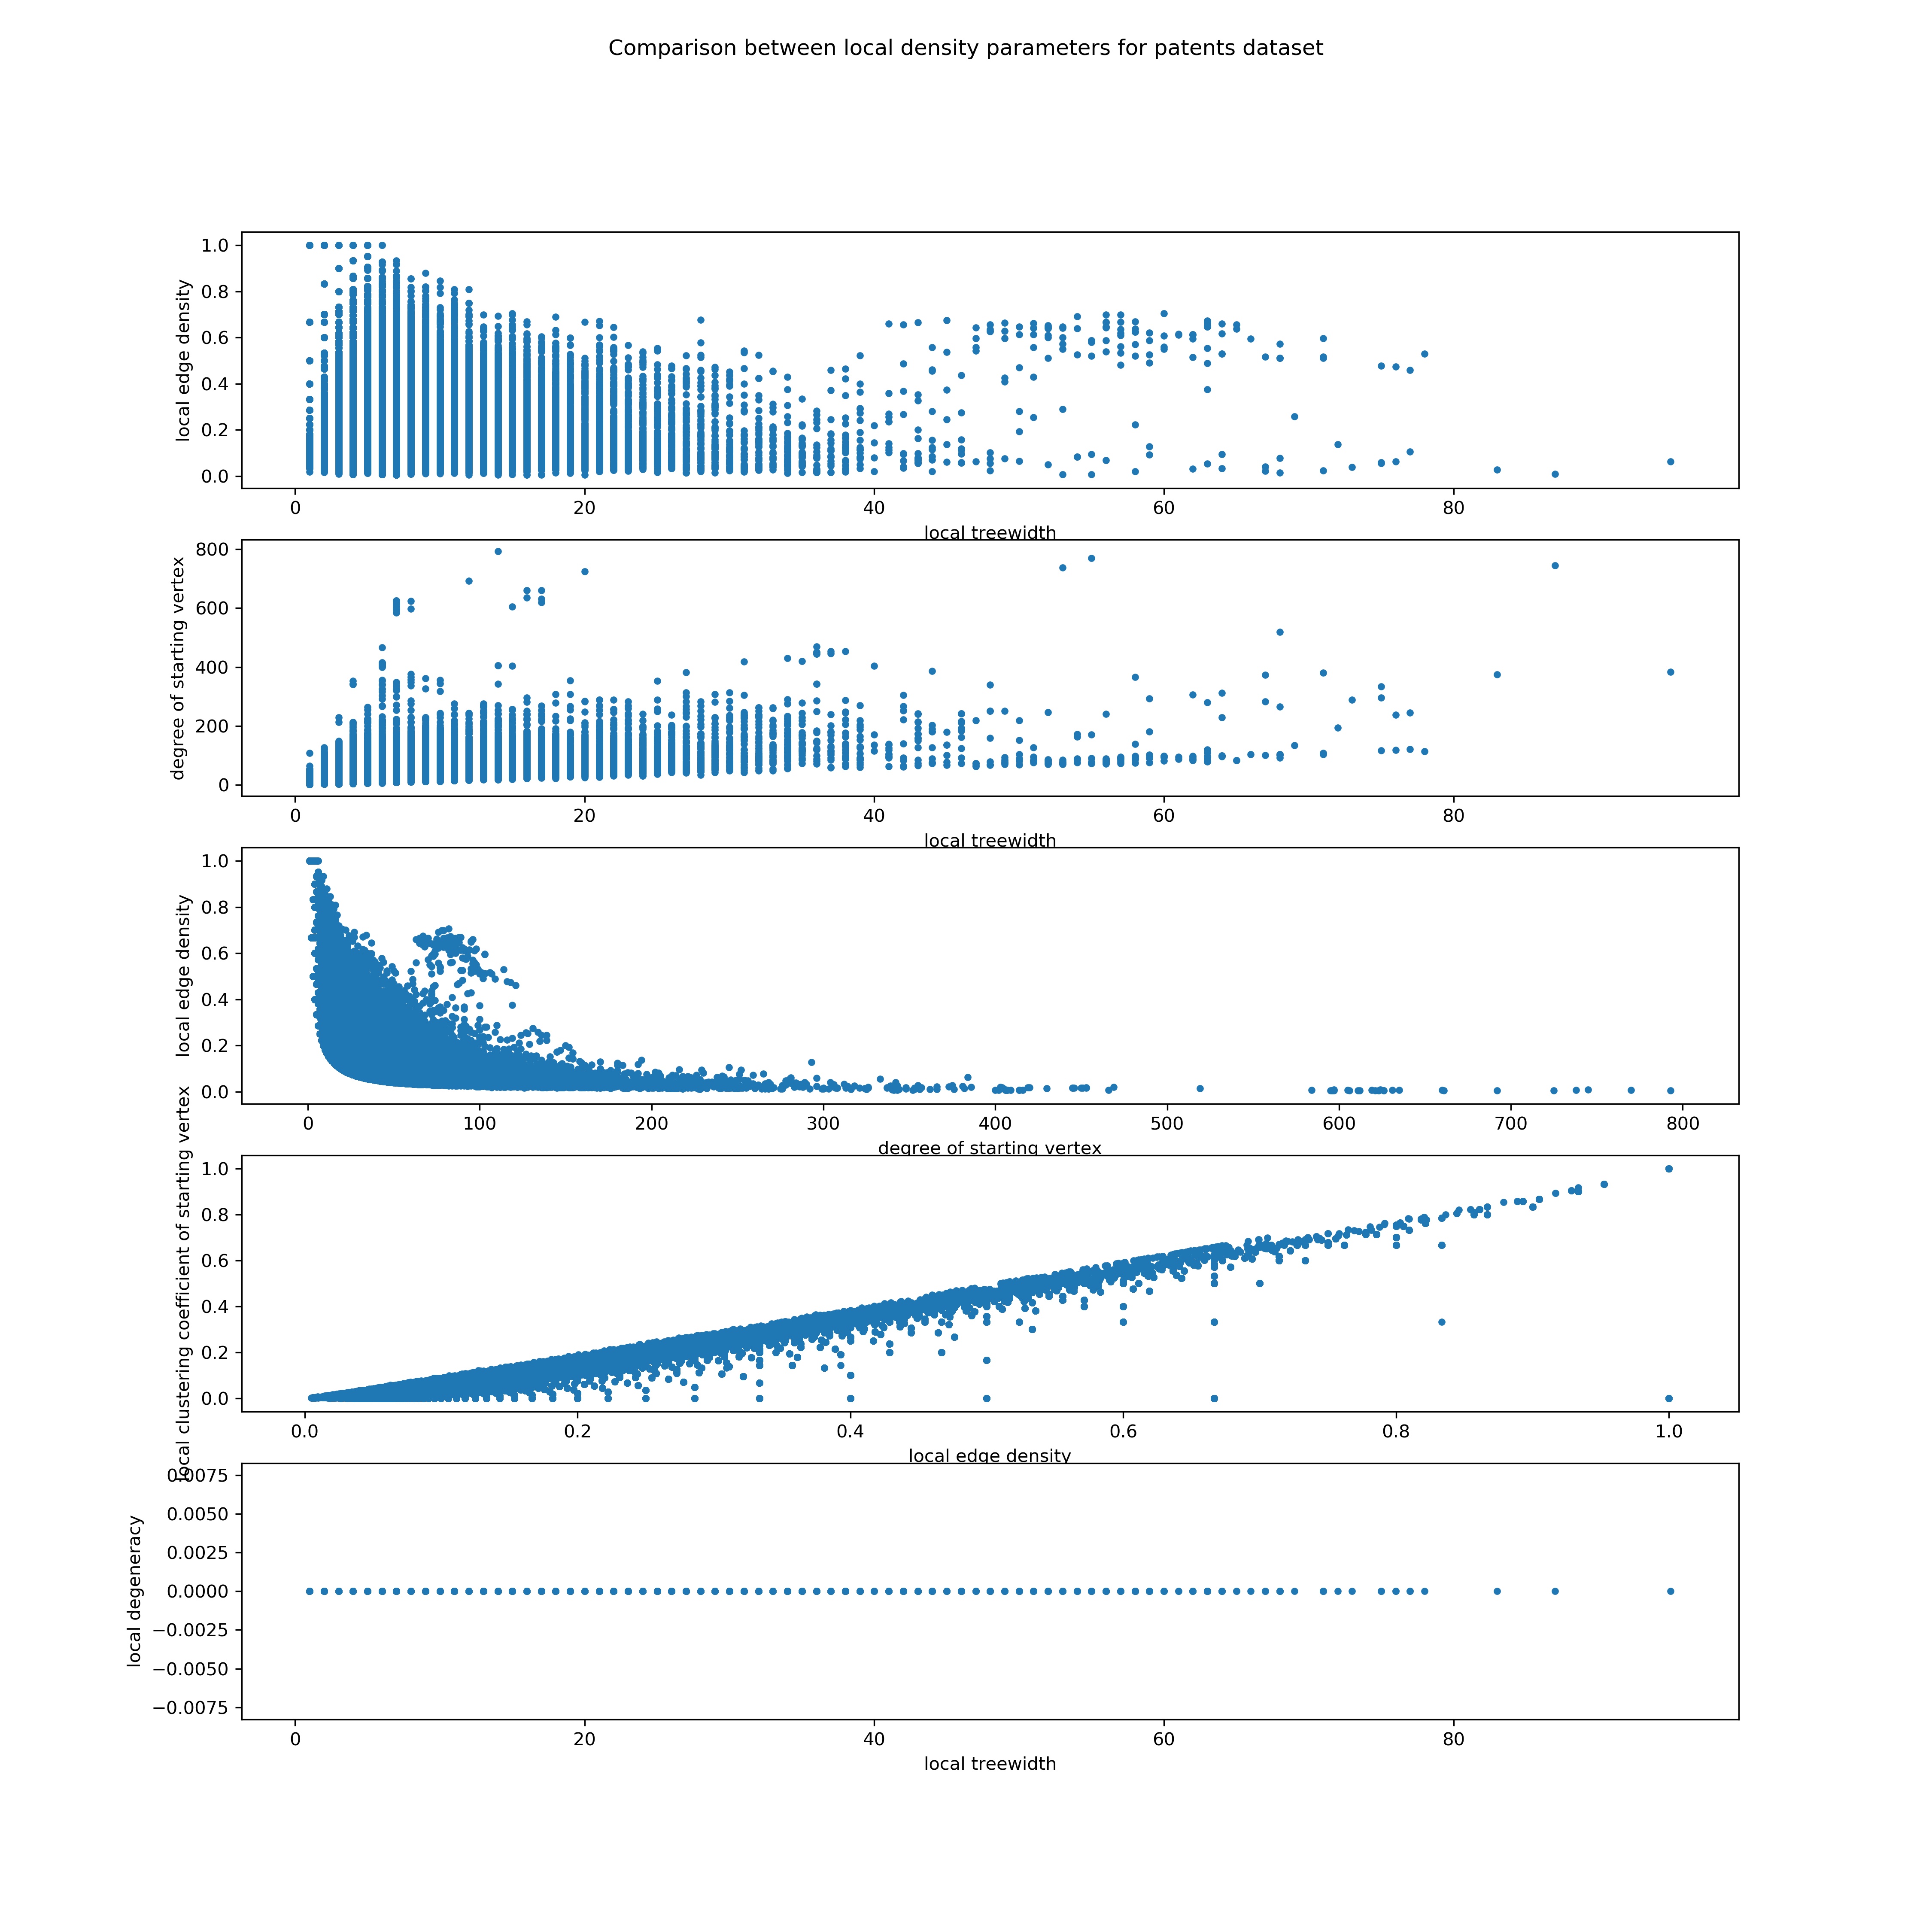 Comparison between local density parameters for patents dataset
local edge density
1.0
0.8
0.6
0.4
0.2
0.0
0 20 40 60 80
local treewidth
degree of starting vertex
800
600
400
200
0
0 20 40 60 80
local treewidth
local edge density
1.0
0.8
0.6
0.4
0.2
0.0
0 100 200 300 400 500 600 700 800
degree of starting vertex
local clustering coefficient of starting vertex
1.0
0.8
0.6
0.4
0.2
0.0
0.0 0.2 0.4 0.6 0.8 1.0
local edge density
local degeneracy
0.0075
0.0050
0.0025
0.0000
−0.0025
−0.0050
−0.0075
0 20 40 60 80
local treewidth